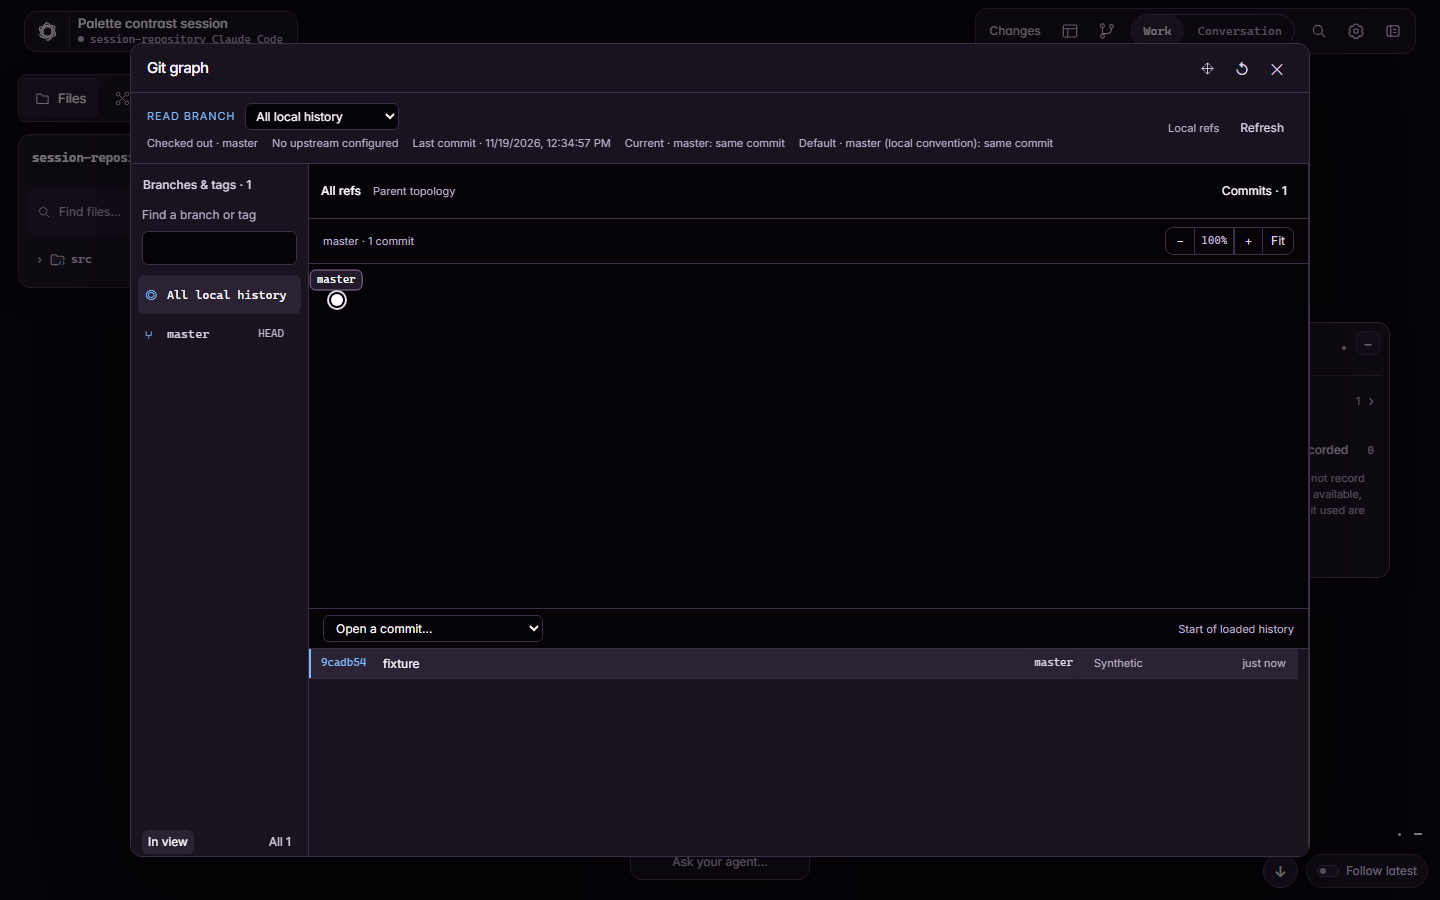 Palette contrast session
session-repository Claude Code
Changes
Work
Conversation
Files
session-repos
Find files...
src
Git graph
READ BRANCH
All local history
Local refs
Refresh
Checked out · master
No upstream configured
Last commit · 11/19/2026, 12:34:57 PM
Current · master: same commit
Default · master (local convention): same commit
Branches & tags · 1
Find a branch or tag
All local history
master
HEAD
In view
All 1
All refs
Parent topology
Commits · 1
master · 1 commit
−
100%
+
Fit
master
Open a commit...
Start of loaded history
9cadb54
fixture
master
Synthetic
just now
1
corded
0
not record
available,
it used are
Ask your agent...
Follow latest